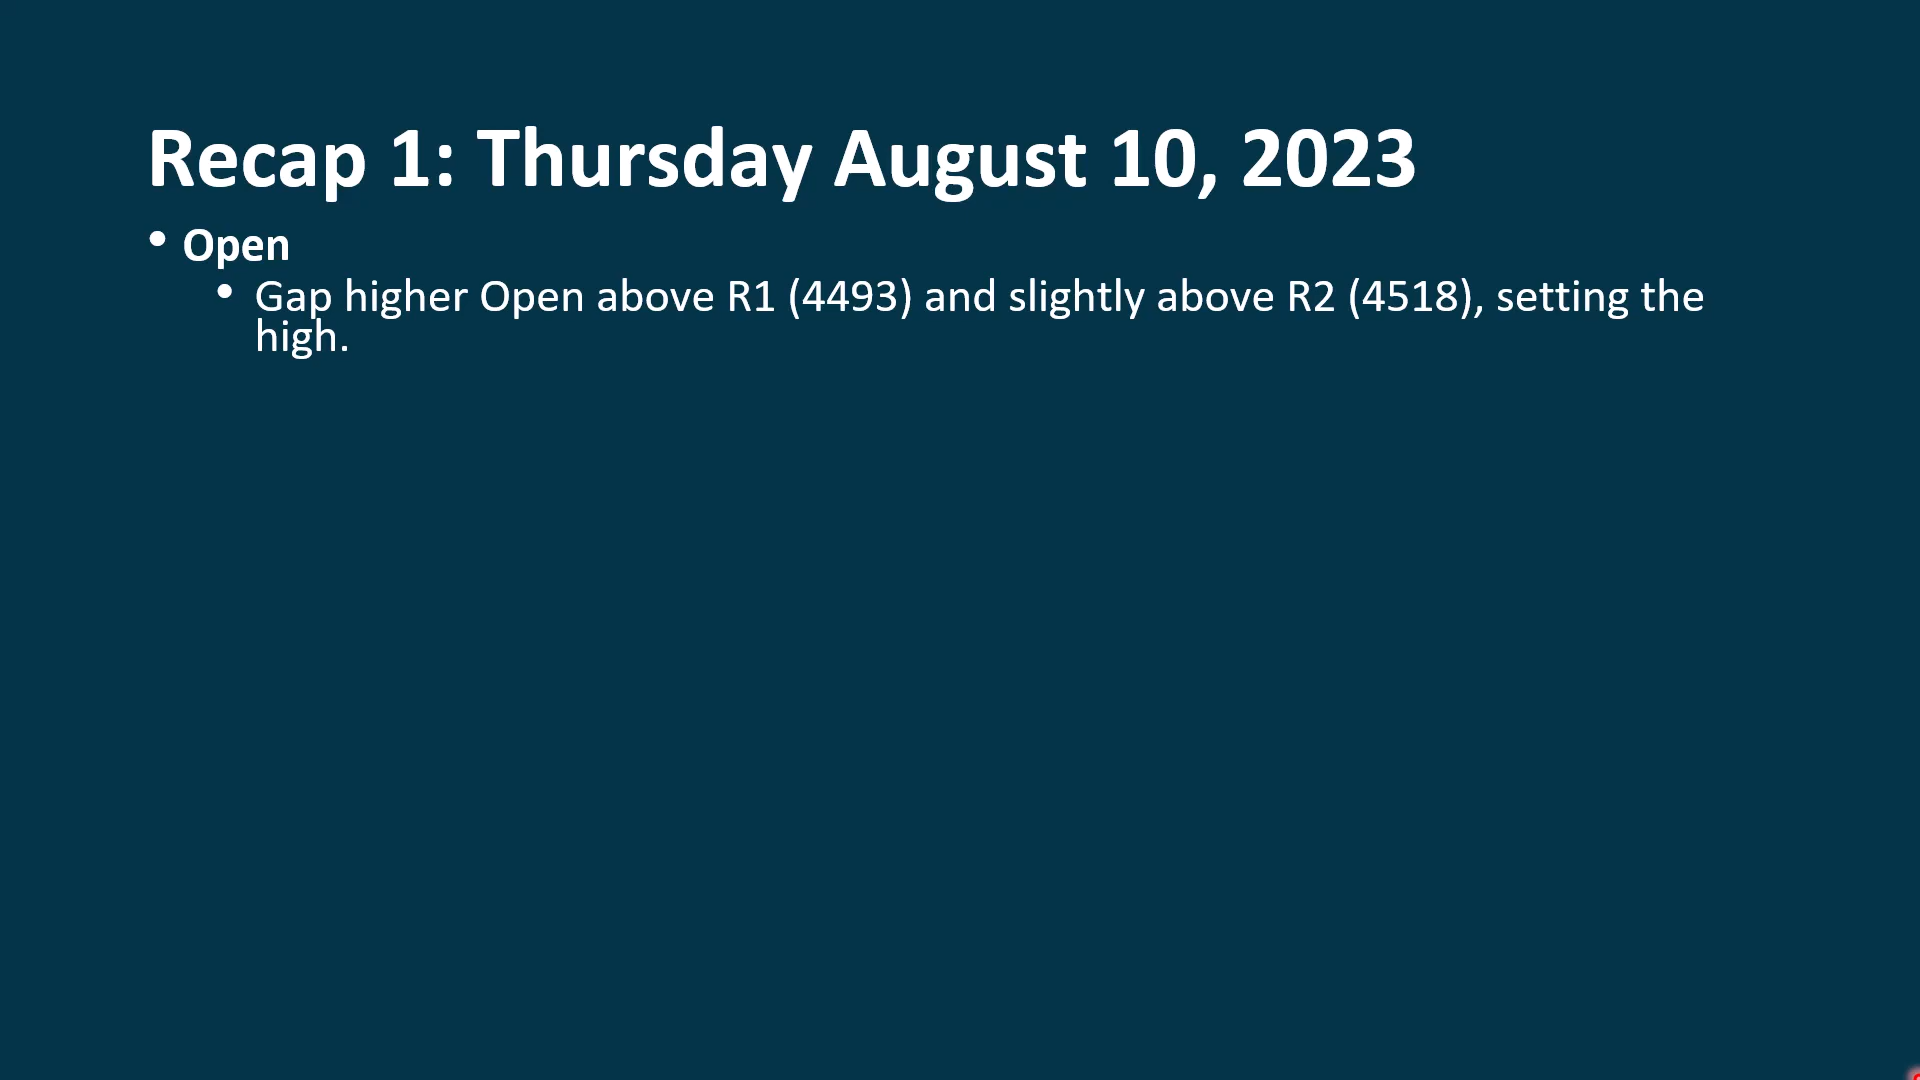 Recap 1: Thursday August 10, 2023
• Open
• Gap higher Open above R1 (4493) and slightly above R2 (4518), setting the
high.